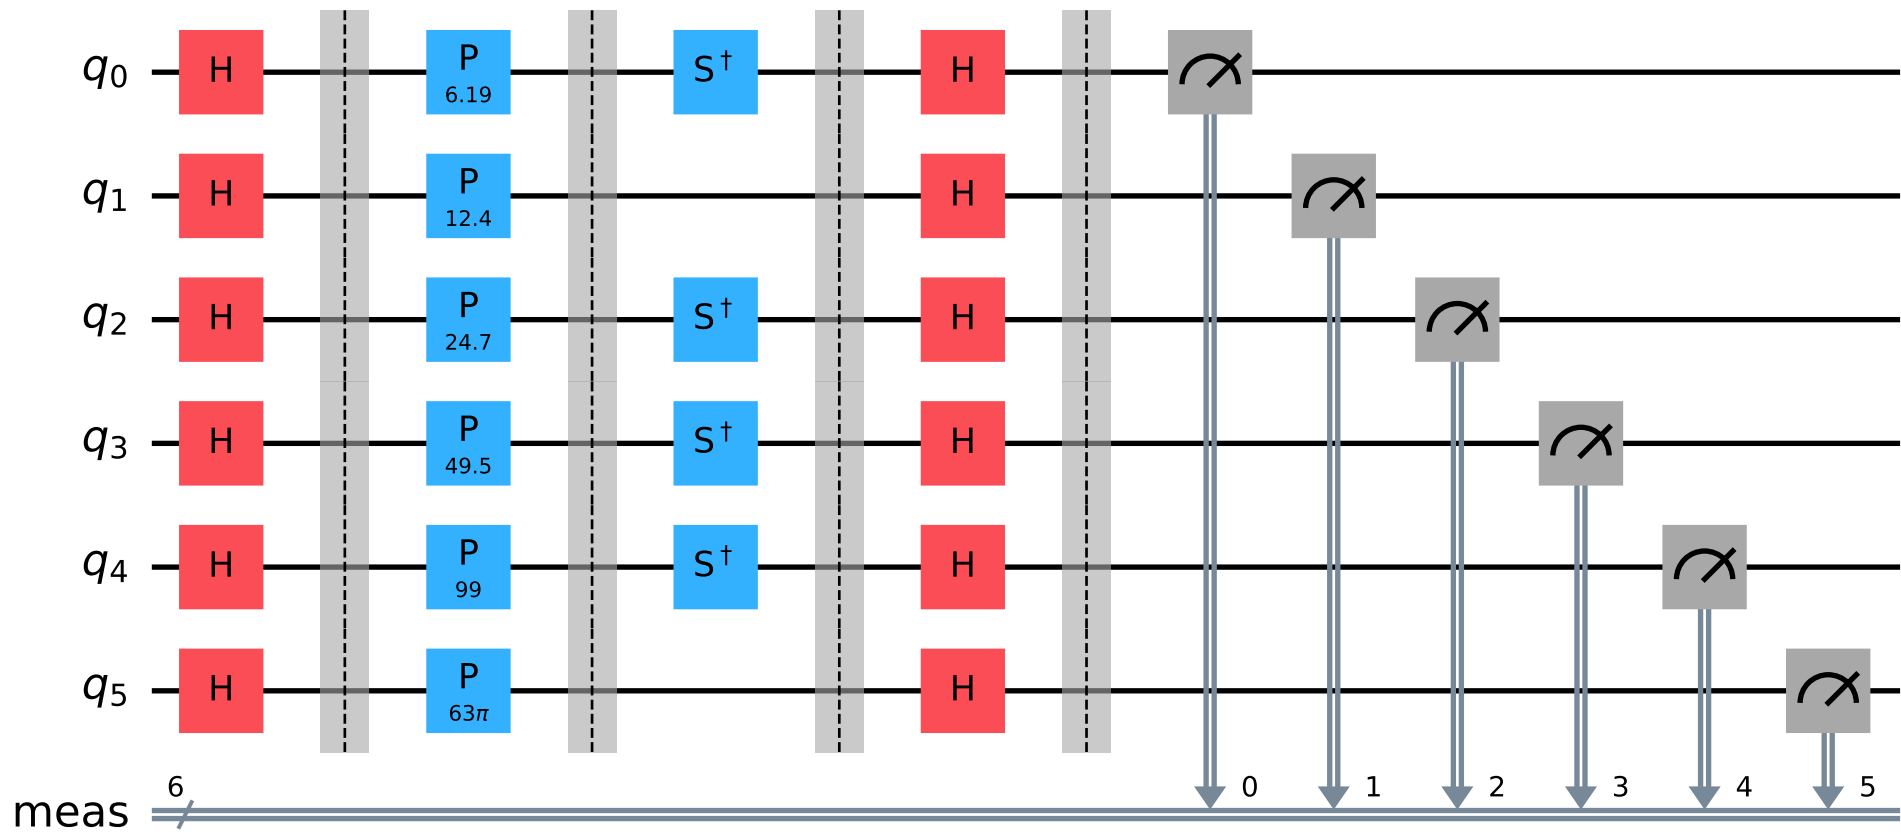 q0 H P 6.19 S† H
q1 H P 12.4 H
q2 H P 24.7 S† H
q3 H P 49.5 S† H
q4 H P 99 S† H
q5 H P 63π H
meas 6 0 1 2 3 4 5